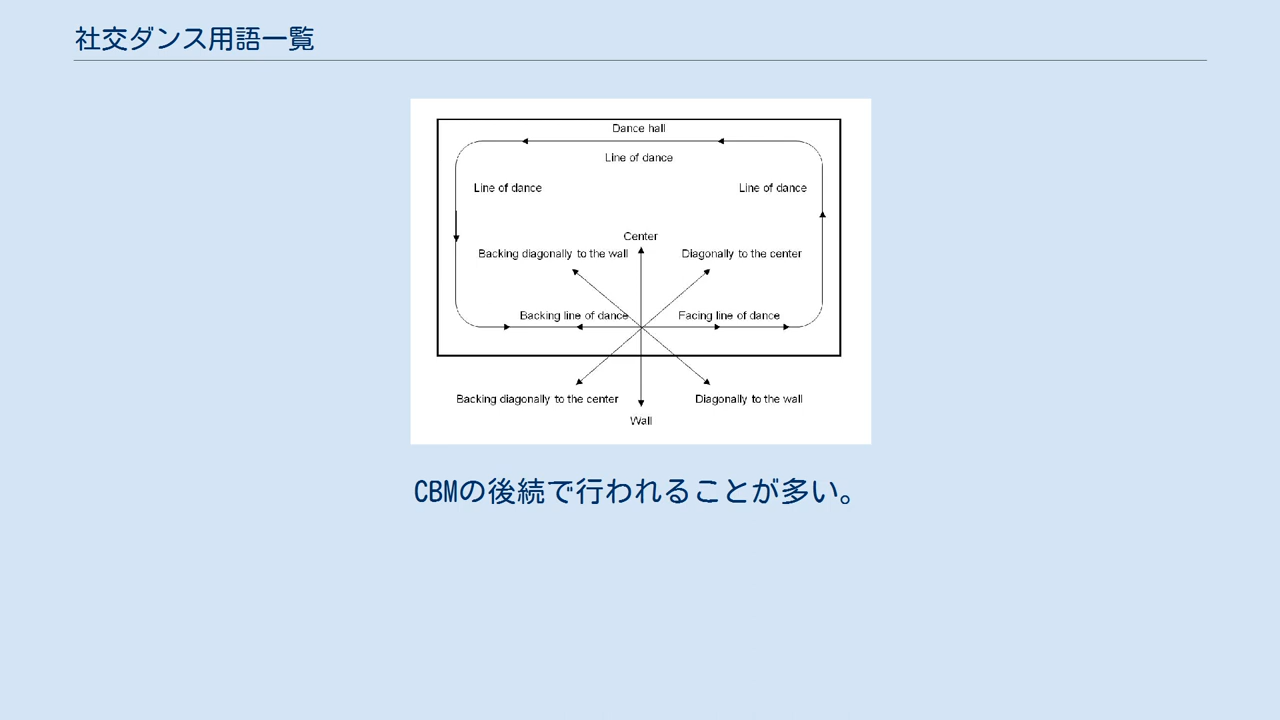 社交ダンス用語一覧
Dance hall
Line of dance
Line of dance
Line of dance
Center
Backing diagonally to the wall
Diagonally to the center
Backing line of dance
Facing line of dance
Backing diagonally to the center
Diagonally to the wall
Wall
CBMの後続で行われることが多い。